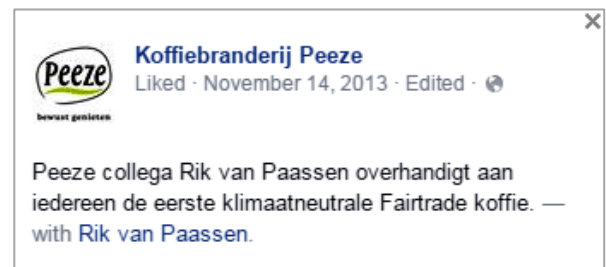 Peeze
bewust genieten
Koffiebranderij Peeze
Liked · November 14, 2013 · Edited ·
Peeze collega Rik van Paassen overhandigt aan
iedereen de eerste klimaatneutrale Fairtrade koffie. —
with Rik van Paassen.